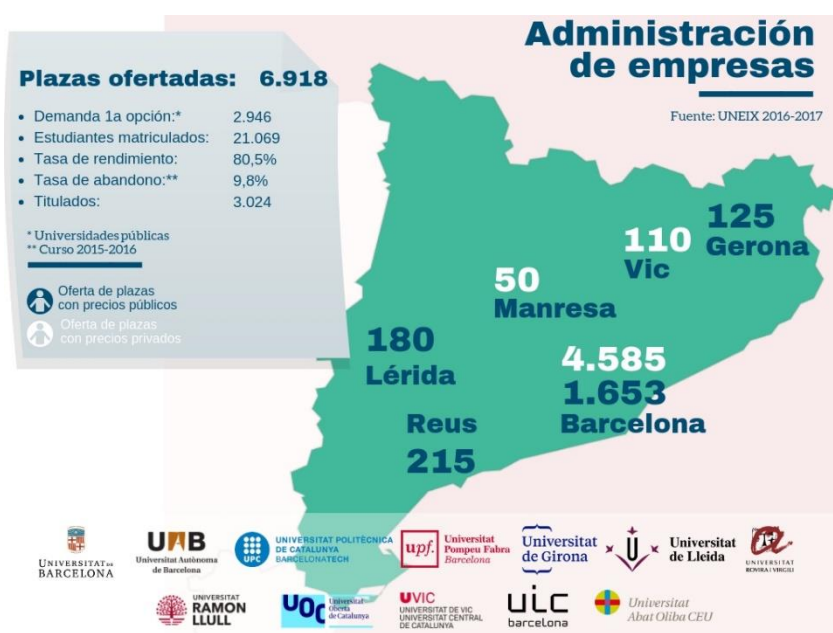 Administración
de empresas
Fuente: UNEIX 2016-2017
Plazas ofertadas: 6.918
• Demanda 1a opción:* 2.946
• Estudiantes matriculados: 21.069
• Tasa de rendimiento: 80,5%
• Tasa de abandono:** 9,8%
• Titulados: 3.024
* Universidades públicas
** Curso 2015-2016
Oferta de plazas
con precios públicos
Oferta de plazas
con precios privados
125
Gerona
110
Vic
50
Manresa
180
Lérida
4.585
1.653
Barcelona
Reus
215
UNIVERSITAT DE
BARCELONA
UAB
Universitat Autònoma
de Barcelona
UPC
UNIVERSITAT POLITÈCNICA
DE CATALUNYA
BARCELONATECH
upf.
Universitat
Pompeu Fabra
Barcelona
Universitat
de Girona
Universitat
de Lleida
UNIVERSITAT
ROVIRA I VIRGILI
UNIVERSITAT
RAMON
LLULL
UOC
Universitat
Oberta
de Catalunya
UVIC
UNIVERSITAT DE VIC
UNIVERSITAT CENTRAL
DE CATALUNYA
uic
barcelona
Universitat
Abat Oliba CEU